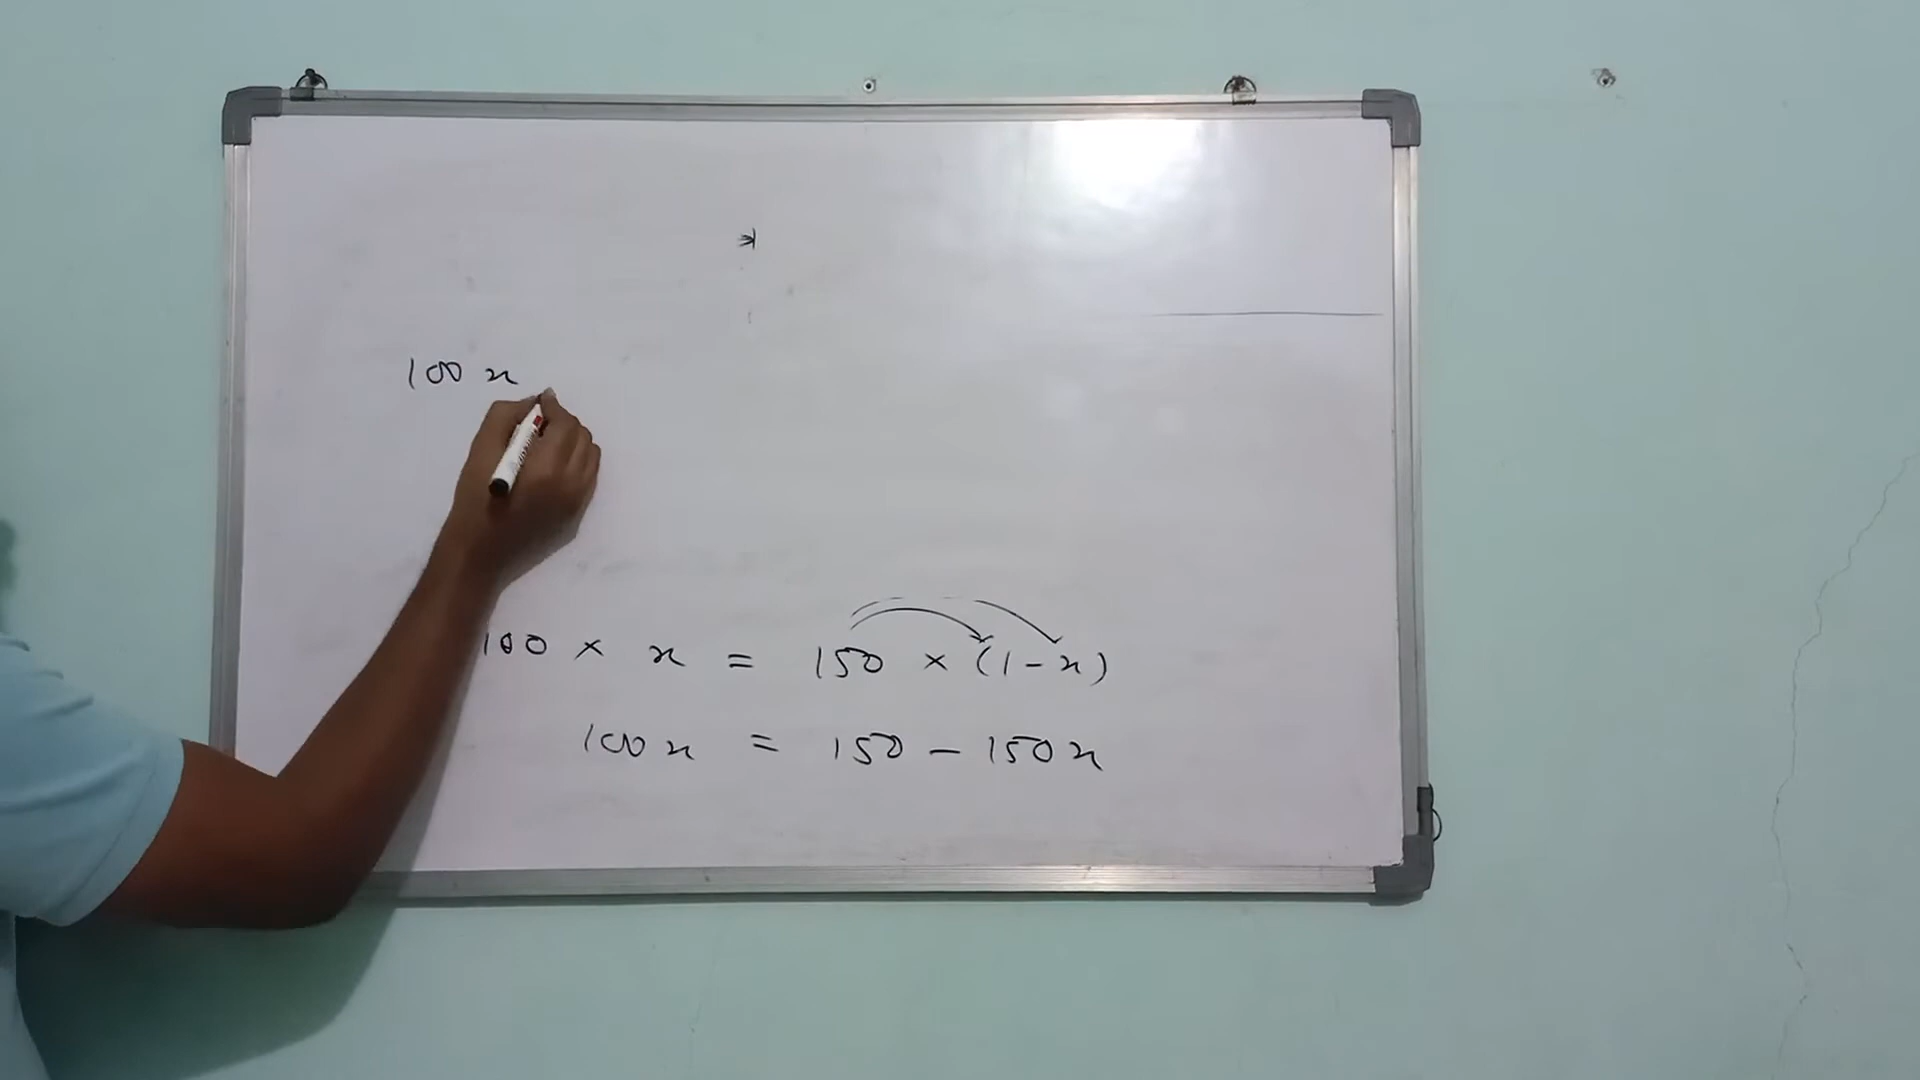 100 x
100 × x = 150 × (1 - x)
100 x = 150 - 150 x